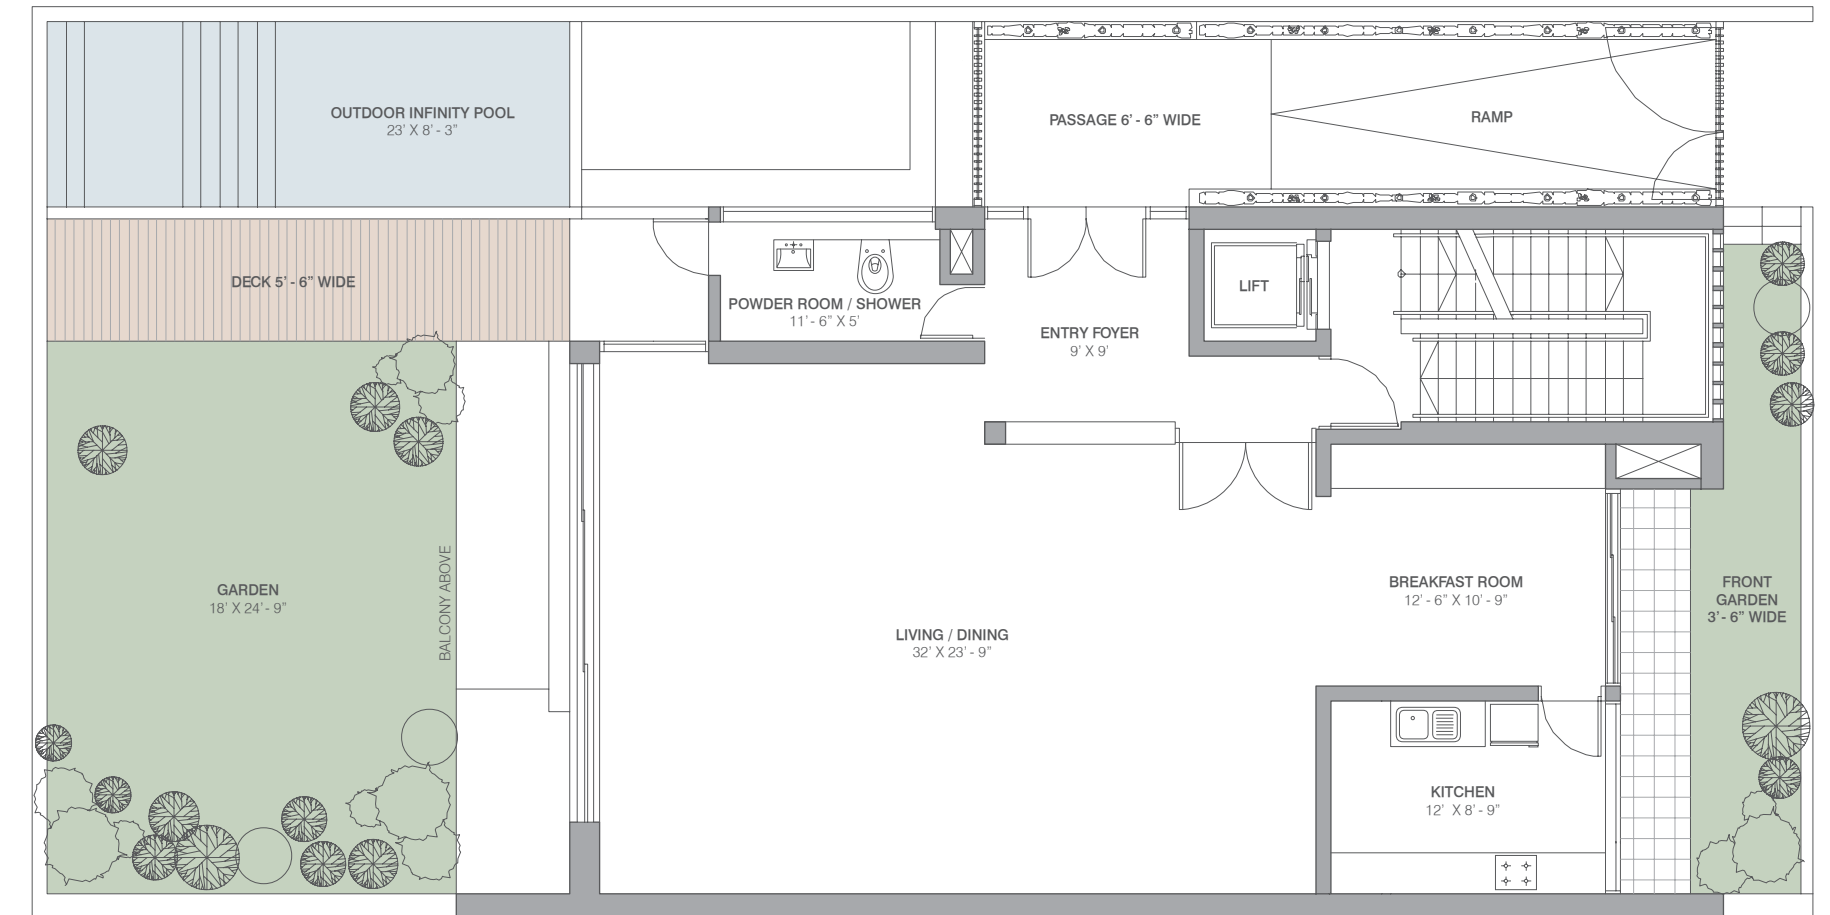 OUTDOOR INFINITY POOL
23' X 8' - 3"
PASSAGE 6' - 6" WIDE
RAMP
DECK 5' - 6" WIDE
POWDER ROOM / SHOWER
11' - 6" X 5'
ENTRY FOYER
9' X 9'
LIFT
GARDEN
18' X 24' - 9"
BALCONY ABOVE
LIVING / DINING
32' X 23' - 9"
BREAKFAST ROOM
12' - 6" X 10' - 9"
FRONT
GARDEN
3' - 6" WIDE
KITCHEN
12' X 8' - 9"